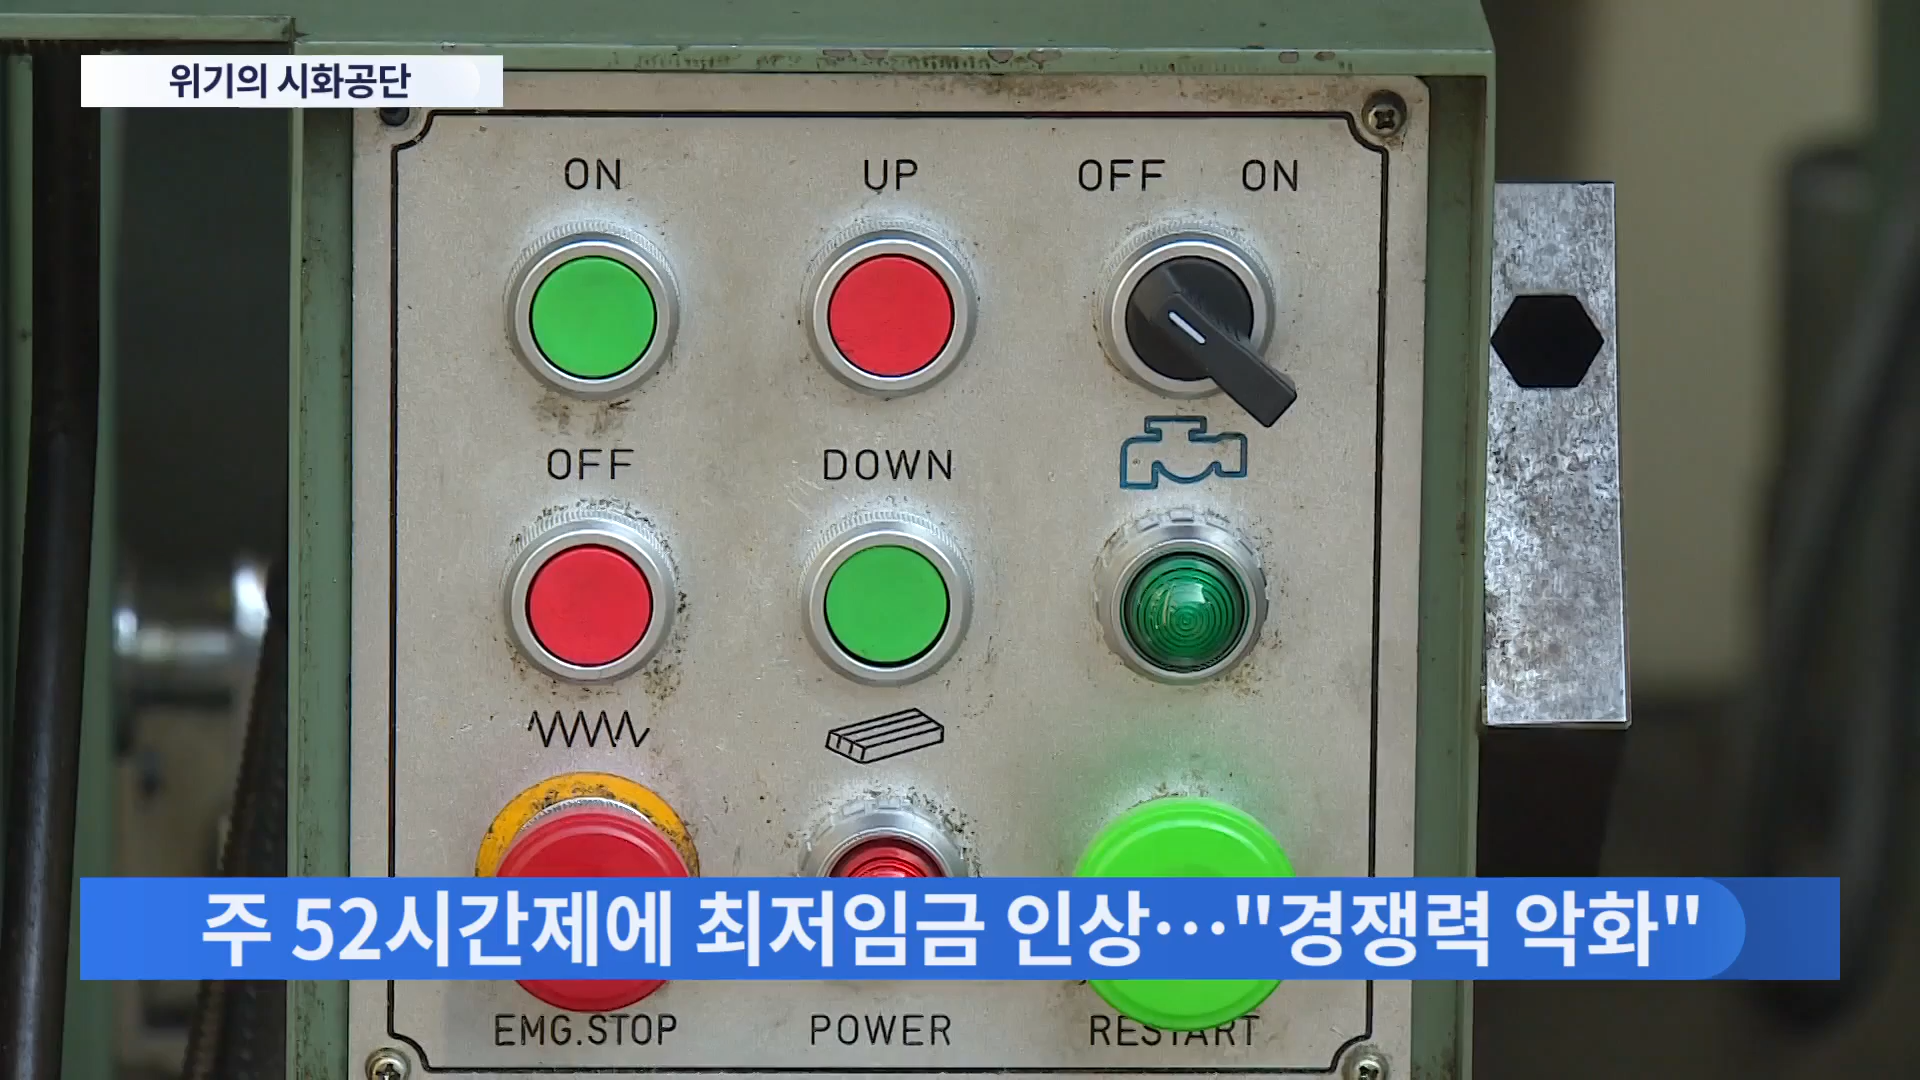 위기의 시화공단
ON UP OFF ON
OFF DOWN
주 52시간제에 최저임금 인상…"경쟁력 악화"
EMG.STOP POWER RESTART